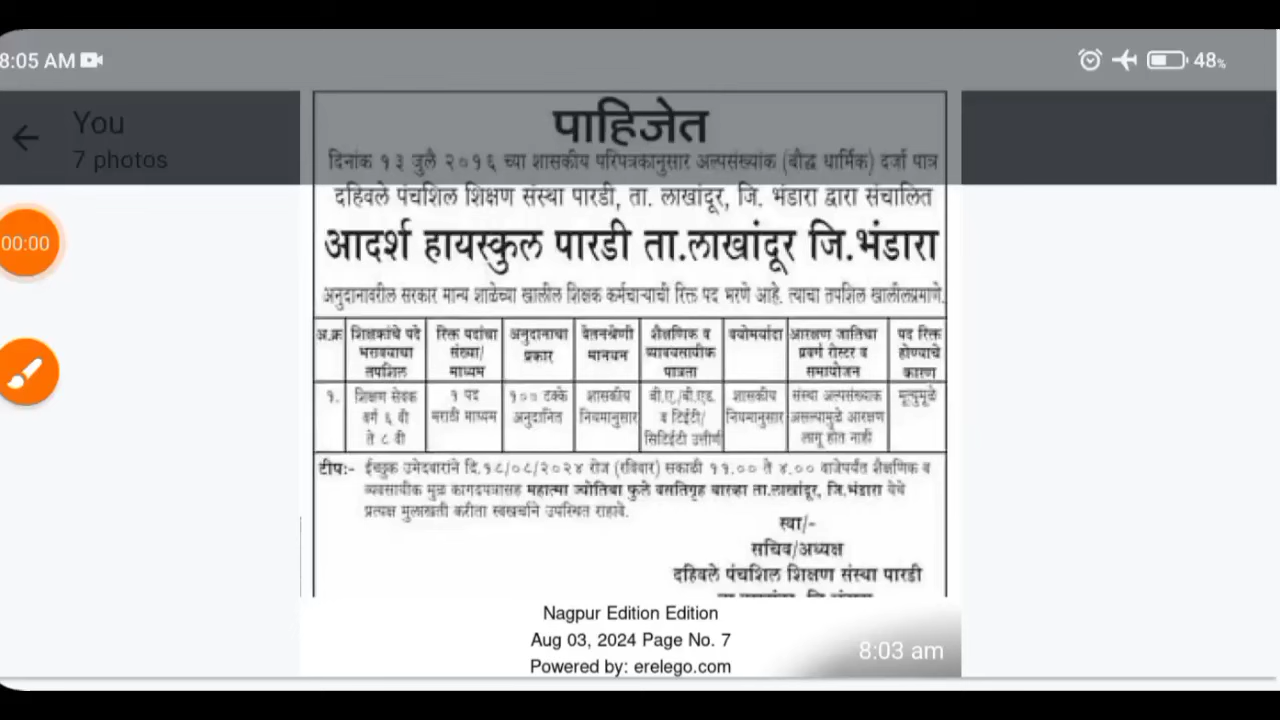 8:05 AM
48%
You
7 photos
00:00
पाहिजेत
दिनांक १३ जुलै २०१६ च्या शासकीय परिपत्रकानुसार अल्पसंख्यांक (बौद्ध धार्मिक) दर्जा पात्र
दहिवले पंचशिल शिक्षण संस्था पारडी, ता. लाखांदूर, जि. भंडारा द्वारा संचालित
आदर्श हायस्कुल पारडी ता.लाखांदूर जि.भंडारा
अनुदानावरील सरकार मान्य शाळेच्या खालील शिक्षक कर्मचाऱ्याची रिक्त पद भरणे आहे. त्याचा तपशिल खालीलप्रमाणे.
अ.क्र शिक्षकांचे पदे भरावयाचा तपशिल
रिक्त पदांचा संख्या/ माध्यम
अनुदानाचा प्रकार
वेतनश्रेणी मानधन
शैक्षणिक व व्यावसायीक पात्रता
वयोमर्यादा
आरक्षण जातिचा प्रवर्ग रोस्टर व समायोजन
पद रिक्त होण्याचे कारण
१. शिक्षण सेवक वर्ग ६ वी ते ८ वी
१ पद मराठी माध्यम
१०० टक्के अनुदानित
शासकीय नियमानुसार
बी.ए./बी.एड. व टिईटी/ सिटिईटी उत्तीर्ण
शासकीय नियमानुसार
संस्था अल्पसंख्याक असल्यामुळे आरक्षण लागू होत नाही
मृत्युमूळे
टीप:- ईच्छुक उमेदवारांने दि.१८/०८/२०२४ रोज (रविवार) सकाळी ११.०० ते ४.०० वाजेपर्यंत शैक्षणिक व
व्यवसायीक मुळ कागदपत्रासह महात्मा ज्योतिबा फुले वसतिगृह बारव्हा ता.लाखांदूर, जि.भंडारा येथे
प्रत्यक्ष मुलाखती करीता स्वखर्चाने उपस्थित राहावे.
स्वा/-
सचिव/अध्यक्ष
दहिवले पंचशिल शिक्षण संस्था पारडी
Nagpur Edition Edition
Aug 03, 2024 Page No. 7
Powered by: erelego.com
8:03 am